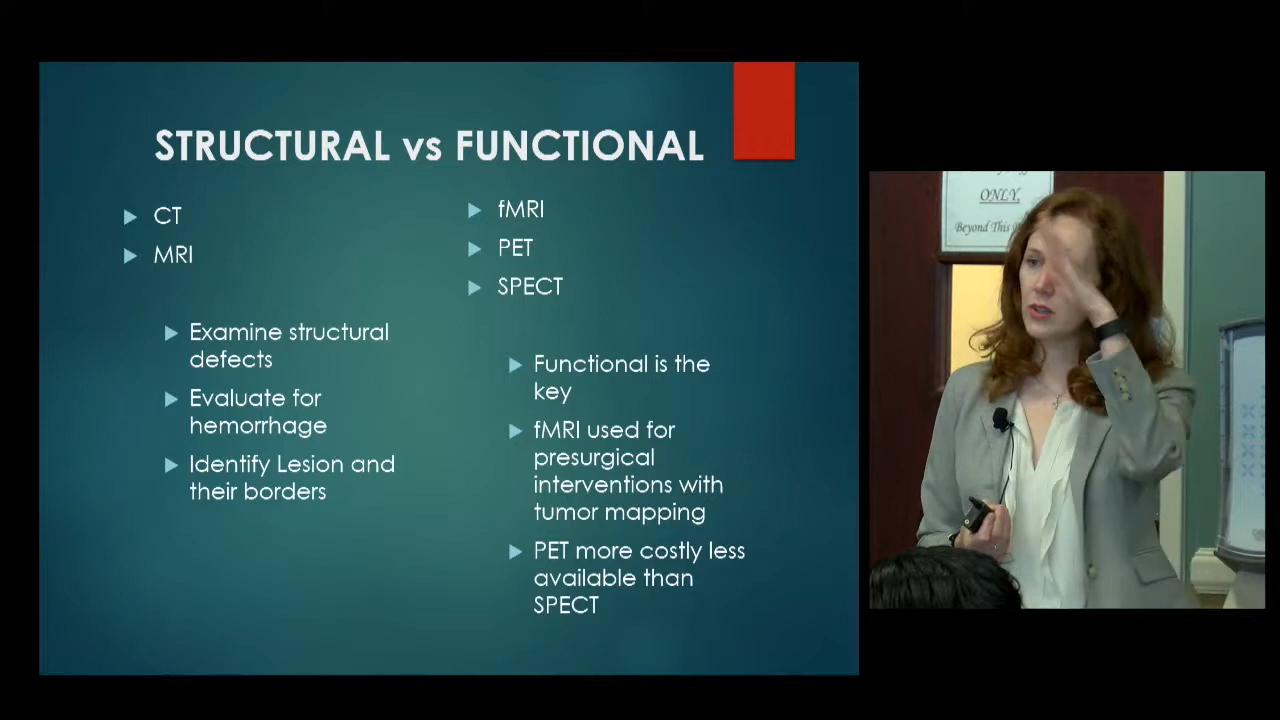 STRUCTURAL vs FUNCTIONAL
CT
MRI
Examine structural
defects
Evaluate for
hemorrhage
Identify Lesion and
their borders
fMRI
PET
SPECT
Functional is the
key
fMRI used for
presurgical
interventions with
tumor mapping
PET more costly less
available than
SPECT
ONLY,
Beyond This